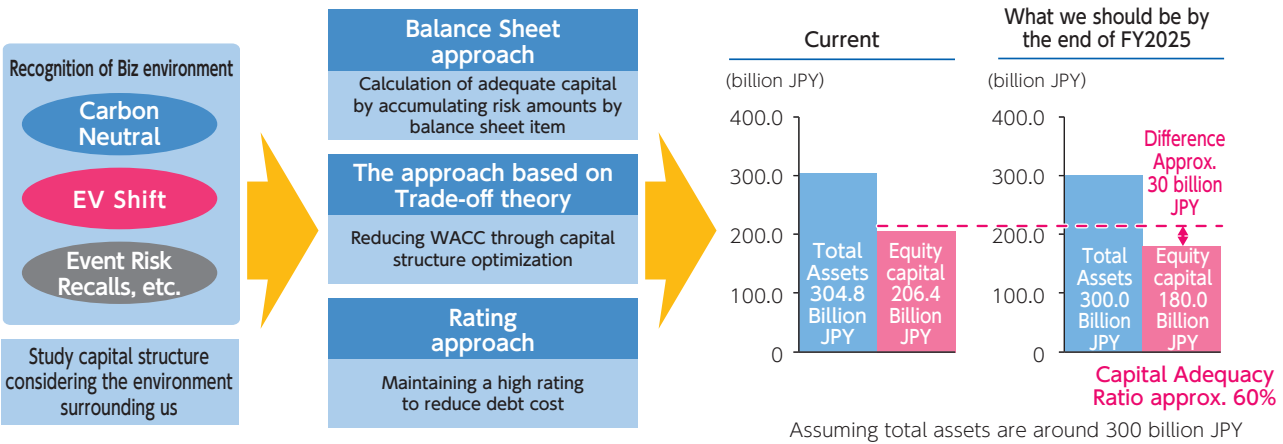 Recognition of Biz environment
Carbon
Neutral
EV Shift
Event Risk
Recalls, etc.
Study capital structure
considering the environment
surrounding us
Balance Sheet
approach
Calculation of adequate capital
by accumulating risk amounts by
balance sheet item
The approach based on
Trade-off theory
Reducing WACC through capital
structure optimization
Rating
approach
Maintaining a high rating
to reduce debt cost
Current
(billion JPY)
400.0
300.0
200.0
100.0
0
Total
Assets
304.8
Billion
JPY
Equity
capital
206.4
Billion
JPY
What we should be by
the end of FY2025
(billion JPY)
400.0
300.0
200.0
100.0
0
Difference
Approx.
30 billion
JPY
Total
Assets
300.0
Billion
JPY
Equity
capital
180.0
Billion
JPY
Capital Adequacy
Ratio approx. 60%
Assuming total assets are around 300 billion JPY